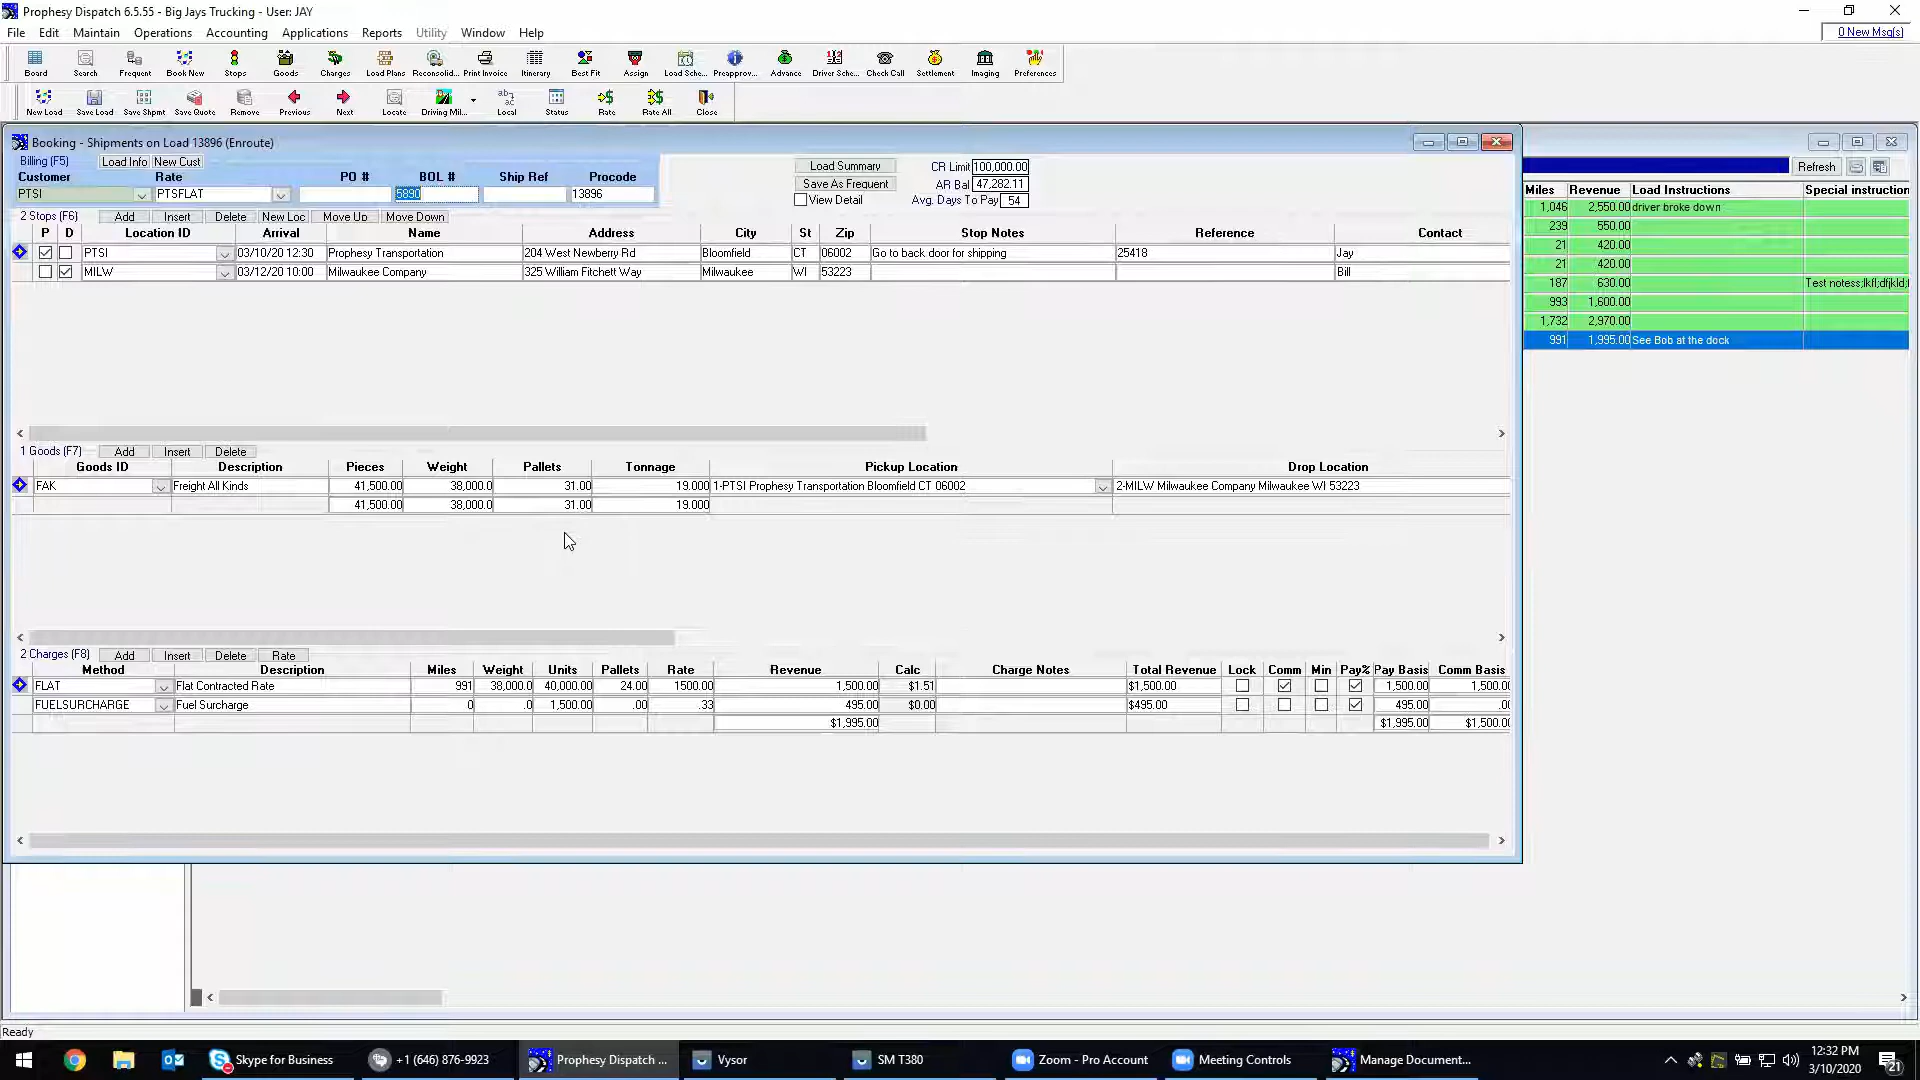 Prophesy Dispatch 6.5.55 - Big Jays Trucking - User: JAY
File Edit Maintain Operations Accounting Applications Reports Utility Window Help
0 New Msg(s)
Board Search Frequent Book New Stops Goods Charges Load Plans Reconsolid... Print Invoice Itinerary Best Fit Assign Load Sche... Preapprov... Advance Driver Sche... Check Call Settlement Imaging Preferences
New Load Save Load Save Shpmt Save Quote Remove Previous Next Locate Driving Mil... Local Status Rate Rate All Close
Booking - Shipments on Load 13896 (Enroute)
Billing (F5) Load Info New Cust
Customer Rate PO # BOL # Ship Ref Procode
PTSI PTSFLAT 5890 13896
Load Summary CR Limit 100,000.00
Save As Frequent AR Bal 47,282.11
View Detail Avg. Days To Pay 54
2 Stops (F6) Add Insert Delete New Loc Move Up Move Down
P D Location ID Arrival Name Address City St Zip Stop Notes Reference Contact
PTSI 03/10/20 12:30 Prophesy Transportation 204 West Newberry Rd Bloomfield CT 06002 Go to back door for shipping 25418 Jay
MILW 03/12/20 10:00 Milwaukee Company 325 William Fitchett Way Milwaukee WI 53223 Bill
1 Goods (F7) Add Insert Delete
Goods ID Description Pieces Weight Pallets Tonnage Pickup Location Drop Location
FAK Freight All Kinds 41,500.00 38,000.0 31.00 19.000 1-PTSI Prophesy Transportation Bloomfield CT 06002 2-MILW Milwaukee Company Milwaukee WI 53223
41,500.00 38,000.0 31.00 19.000
2 Charges (F8) Add Insert Delete Rate
Method Description Miles Weight Units Pallets Rate Revenue Calc Charge Notes Total Revenue Lock Comm Min Pay% Pay Basis Comm Basis
FLAT Flat Contracted Rate 991 38,000.0 40,000.00 24.00 1500.00 1,500.00 $1.51 $1,500.00 1,500.00 1,500.00
FUELSURCHARGE Fuel Surcharge 0 .0 1,500.00 .00 .33 495.00 $0.00 $495.00 495.00 .00
$1,995.00 $1,995.00 $1,500.00
Refresh
Miles Revenue Load Instructions Special instruction
1,046 2,550.00 driver broke down
239 550.00
21 420.00
21 420.00
187 630.00 Test notess;lkfl;dfjkld;f
993 1,600.00
1,732 2,970.00
991 1,995.00 See Bob at the dock
Ready
Skype for Business +1 (646) 876-9923 Prophesy Dispatch ... Vysor SM T380 Zoom - Pro Account Meeting Controls Manage Document...
12:32 PM
3/10/2020
21